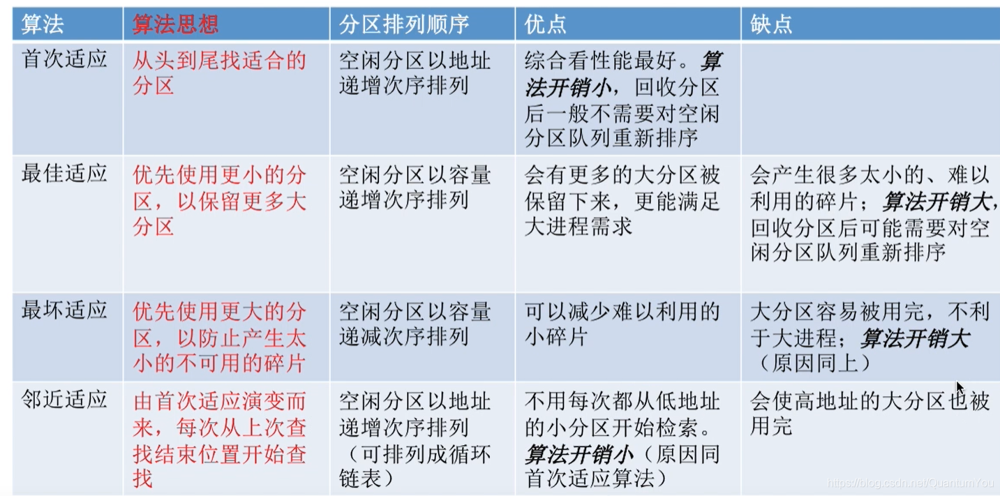 算法
算法思想
分区排列顺序
优点
缺点
首次适应
从头到尾找适合的
分区
空闲分区以地址
递增次序排列
综合看性能最好。算
法开销小，回收分区
后一般不需要对空闲
分区队列重新排序
最佳适应
优先使用更小的分
区，以保留更多大
分区
空闲分区以容量
递增次序排列
会有更多的大分区被
保留下来，更能满足
大进程需求
会产生很多太小的、难以
利用的碎片；算法开销大，
回收分区后可能需要对空
闲分区队列重新排序
最坏适应
优先使用更大的分
区，以防止产生太
小的不可用的碎片
空闲分区以容量
递减次序排列
可以减少难以利用的
小碎片
大分区容易被用完，不利
于大进程；算法开销大
（原因同上）
邻近适应
由首次适应演变而
来，每次从上次查
找结束位置开始查
找
空闲分区以地址
递增次序排列
（可排列成循环
链表）
不用每次都从低地址
的小分区开始检索。
算法开销小（原因同
首次适应算法）
会使高地址的大分区也被
用完
https://blog.csdn.net/QuantumYou